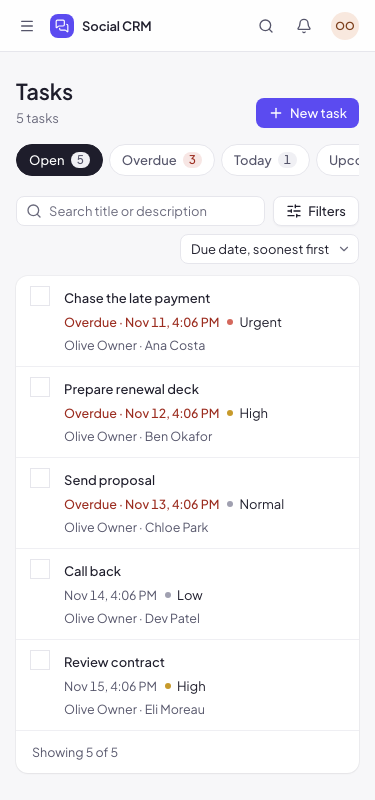 Social CRM
OO
Tasks
5 tasks
New task
Open 5
Overdue 3
Today 1
Upco
Search title or description
Filters
Due date, soonest first
Chase the late payment
Overdue · Nov 11, 4:06 PM Urgent
Olive Owner · Ana Costa
Prepare renewal deck
Overdue · Nov 12, 4:06 PM High
Olive Owner · Ben Okafor
Send proposal
Overdue · Nov 13, 4:06 PM Normal
Olive Owner · Chloe Park
Call back
Nov 14, 4:06 PM Low
Olive Owner · Dev Patel
Review contract
Nov 15, 4:06 PM High
Olive Owner · Eli Moreau
Showing 5 of 5